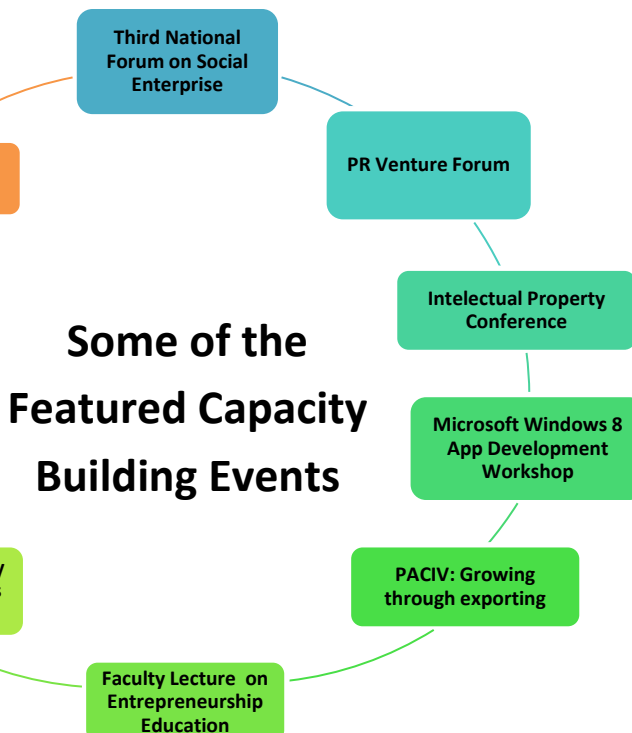 Third National
Forum on Social
Enterprise
PR Venture Forum
Intelectual Property
Conference
Some of the
Featured Capacity
Building Events
Microsoft Windows 8
App Development
Workshop
PACIV: Growing
through exporting
Faculty Lecture on
Entrepreneurship
Education